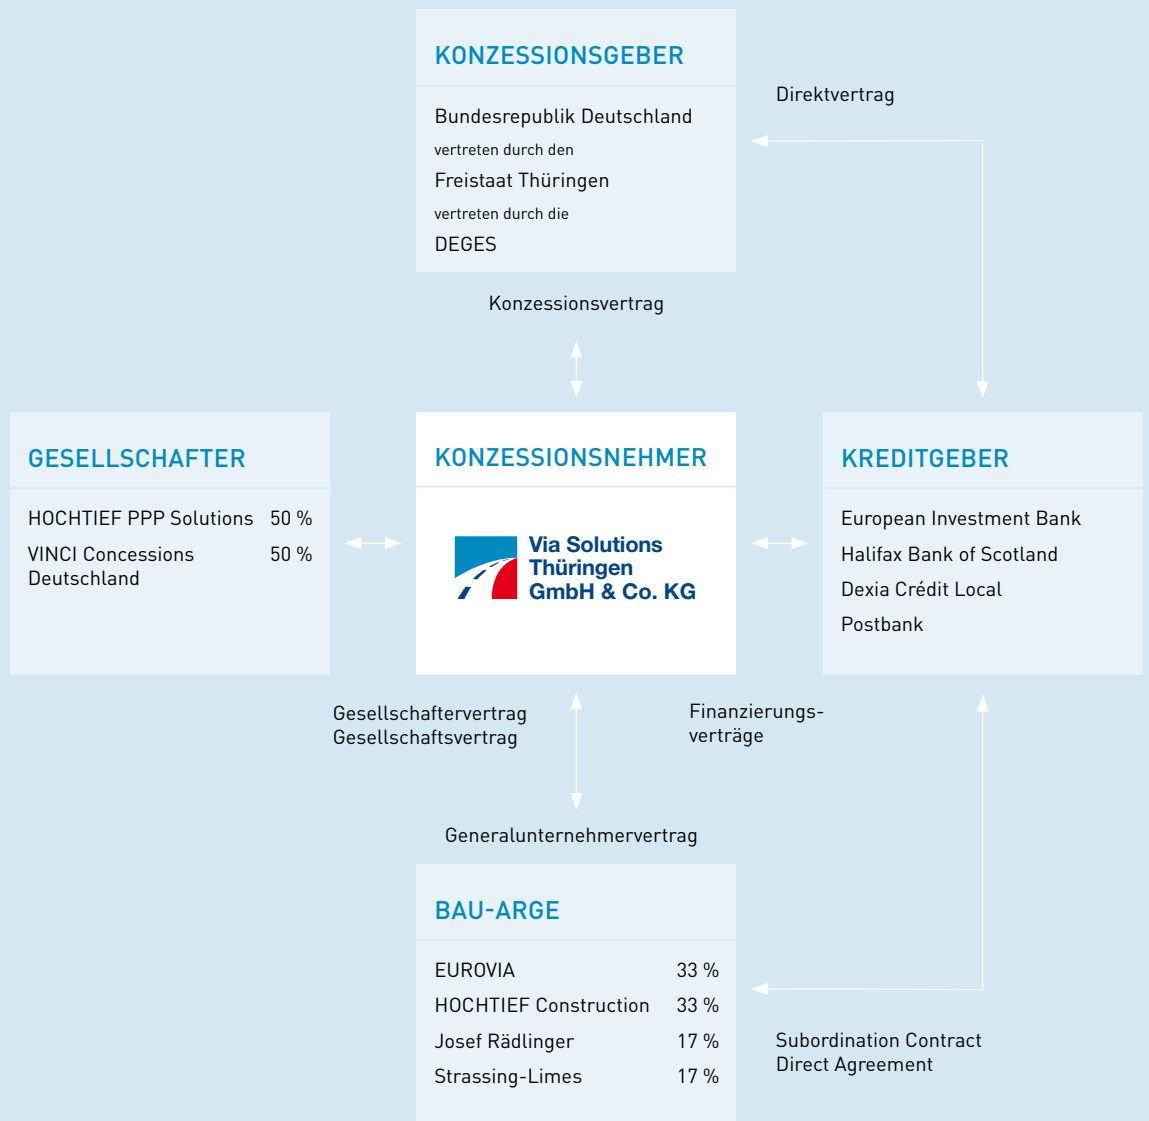 KONZESSIONSGEBER
Bundesrepublik Deutschland
vertreten durch den
Freistaat Thüringen
vertreten durch die
DEGES
Direktvertrag
Konzessionsvertrag
GESELLSCHAFTER
HOCHTIEF PPP Solutions 50 %
VINCI Concessions 50 %
Deutschland
KONZESSIONSNEHMER
Via Solutions
Thüringen
GmbH & Co. KG
KREDITGEBER
European Investment Bank
Halifax Bank of Scotland
Dexia Crédit Local
Postbank
Gesellschaftervertrag
Gesellschaftsvertrag
Finanzierungs-
verträge
Generalunternehmervertrag
BAU-ARGE
EUROVIA 33 %
HOCHTIEF Construction 33 %
Josef Rädlinger 17 %
Strassing-Limes 17 %
Subordination Contract
Direct Agreement